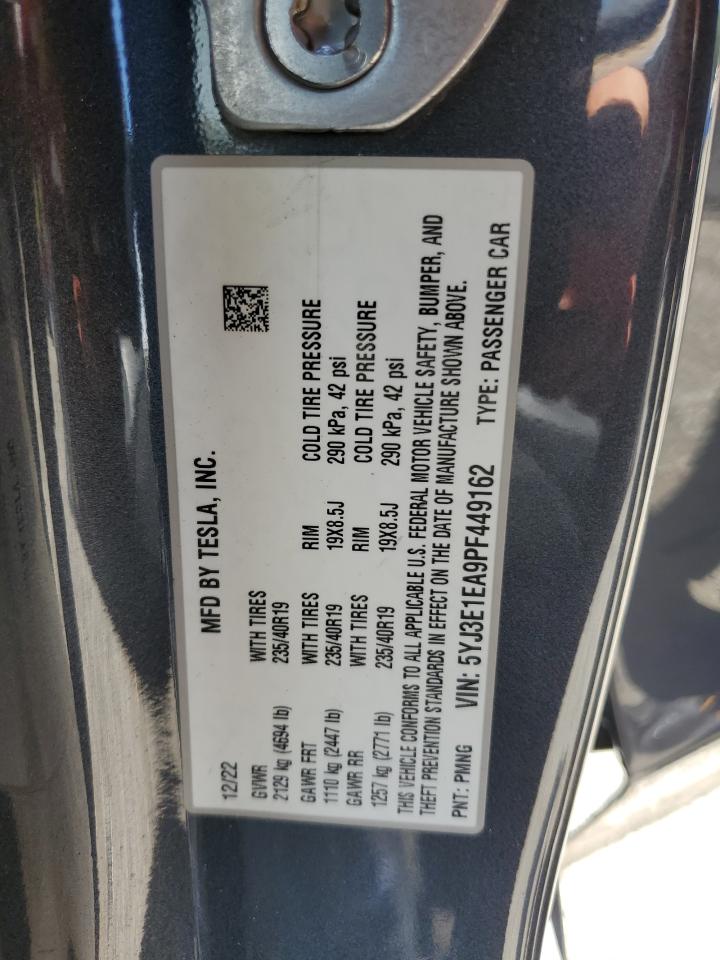 MFD BY TESLA, INC.
12/22
GVWR WITH TIRES
2129 kg (4694 lb) 235/40R19
GAWR FRT WITH TIRES RIM COLD TIRE PRESSURE
1110 kg (2447 lb) 235/40R19 19X8.5J 290 kPa, 42 psi
GAWR RR WITH TIRES RIM COLD TIRE PRESSURE
1257 kg (2771 lb) 235/40R19 19X8.5J 290 kPa, 42 psi
THIS VEHICLE CONFORMS TO ALL APPLICABLE U.S. FEDERAL MOTOR VEHICLE SAFETY, BUMPER, AND
THEFT PREVENTION STANDARDS IN EFFECT ON THE DATE OF MANUFACTURE SHOWN ABOVE.
PNT: PMNG VIN: 5YJ3E1EA9PF449162 TYPE: PASSENGER CAR